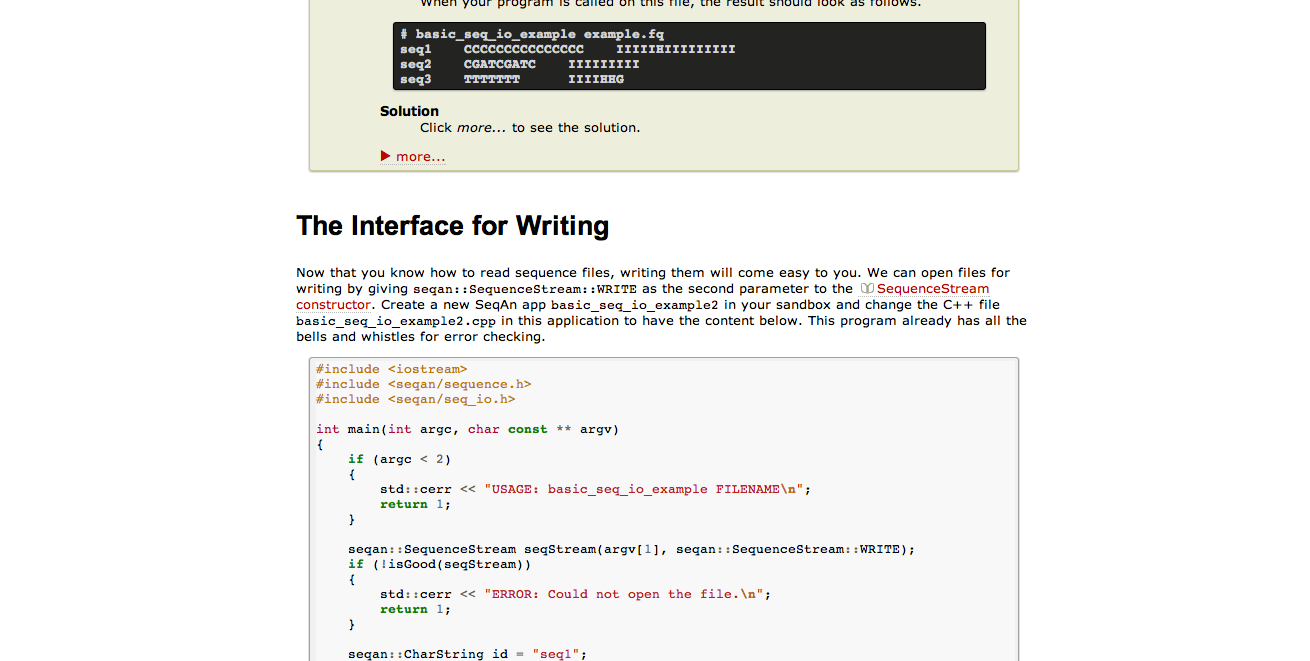 When your program is called on this file, the result should look as follows.
# basic_seq_io_example example.fq
seq1    CCCCCCCCCCCCCCC    IIIIIHIIIIIIIII
seq2    CGATCGATC    IIIIIIIII
seq3    TTTTTTT      IIIIHHG
Solution
Click more... to see the solution.
▶ more...
The Interface for Writing
Now that you know how to read sequence files, writing them will come easy to you. We can open files for
writing by giving seqan::SequenceStream::WRITE as the second parameter to the SequenceStream
constructor. Create a new SeqAn app basic_seq_io_example2 in your sandbox and change the C++ file
basic_seq_io_example2.cpp in this application to have the content below. This program already has all the
bells and whistles for error checking.
#include <iostream>
#include <seqan/sequence.h>
#include <seqan/seq_io.h>
int main(int argc, char const ** argv)
{
    if (argc < 2)
    {
        std::cerr << "USAGE: basic_seq_io_example FILENAME\n";
        return 1;
    }
    seqan::SequenceStream seqStream(argv[1], seqan::SequenceStream::WRITE);
    if (!isGood(seqStream))
    {
        std::cerr << "ERROR: Could not open the file.\n";
        return 1;
    }
    seqan::CharString id = "seq1";